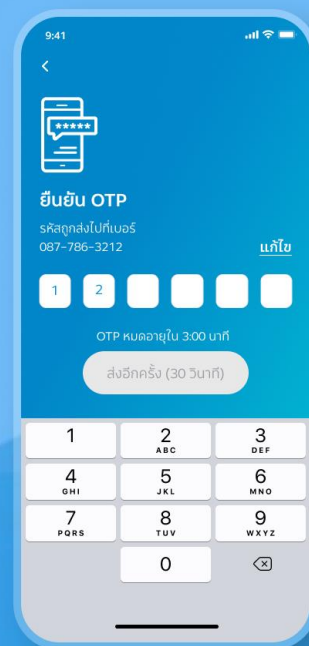 9:41
*****
ยืนยัน OTP
รหัสถูกส่งไปที่เบอร์
087-786-3212
แก้ไข
1 2
OTP หมดอายุใน 3:00 นาที
ส่งอีกครั้ง (30 วินาที)
1 2 3
ABC DEF
4 5 6
GHI JKL MNO
7 8 9
PQRS TUV WXYZ
0